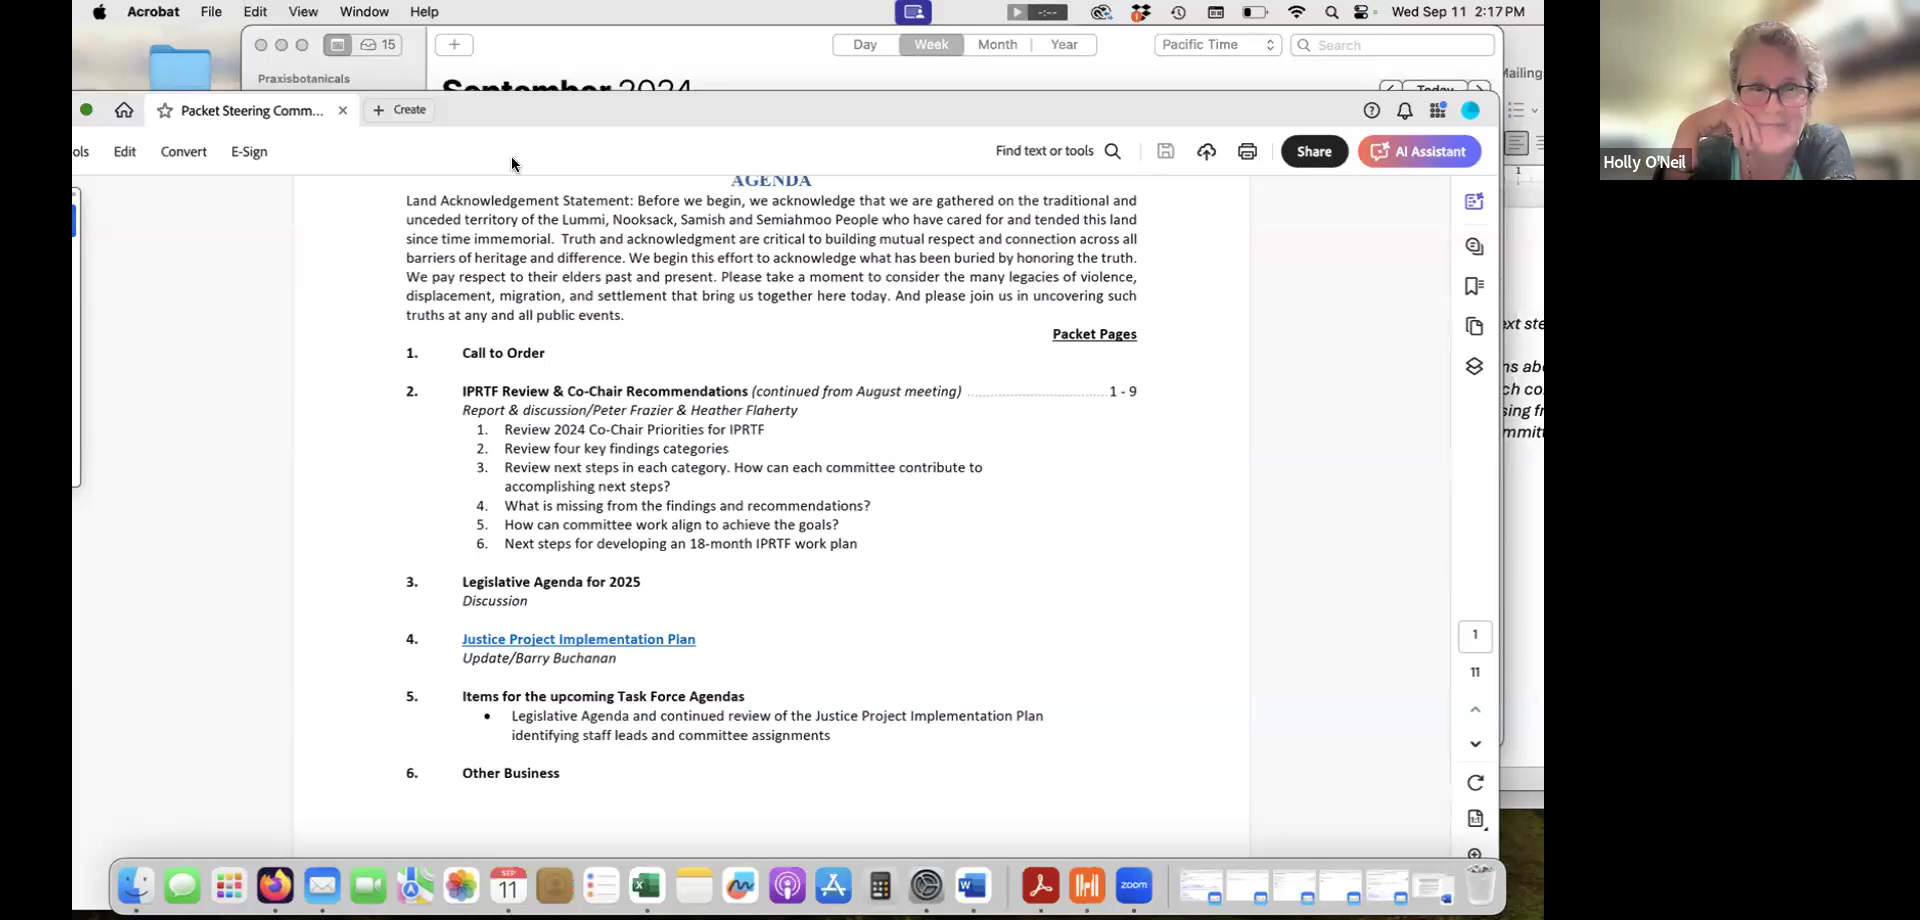 Acrobat File Edit View Window Help
-:--
Wed Sep 11 2:17 PM
15
Day Week Month Year
Pacific Time
Search
Praxisbotanicals
Mailing
September 2024
Today
Packet Steering Comm...
Create
Edit Convert E-Sign
Find text or tools
Share
AI Assistant
Holly O'Neil
AGENDA
Land Acknowledgement Statement: Before we begin, we acknowledge that we are gathered on the traditional and
unceded territory of the Lummi, Nooksack, Samish and Semiahmoo People who have cared for and tended this land
since time immemorial. Truth and acknowledgment are critical to building mutual respect and connection across all
barriers of heritage and difference. We begin this effort to acknowledge what has been buried by honoring the truth.
We pay respect to their elders past and present. Please take a moment to consider the many legacies of violence,
displacement, migration, and settlement that bring us together here today. And please join us in uncovering such
truths at any and all public events.
Packet Pages
1. Call to Order
2. IPRTF Review & Co-Chair Recommendations (continued from August meeting) 1 - 9
Report & discussion/Peter Frazier & Heather Flaherty
1. Review 2024 Co-Chair Priorities for IPRTF
2. Review four key findings categories
3. Review next steps in each category. How can each committee contribute to
accomplishing next steps?
4. What is missing from the findings and recommendations?
5. How can committee work align to achieve the goals?
6. Next steps for developing an 18-month IPRTF work plan
3. Legislative Agenda for 2025
Discussion
4. Justice Project Implementation Plan
Update/Barry Buchanan
5. Items for the upcoming Task Force Agendas
• Legislative Agenda and continued review of the Justice Project Implementation Plan
identifying staff leads and committee assignments
6. Other Business
1
11
SEP
11
zoom